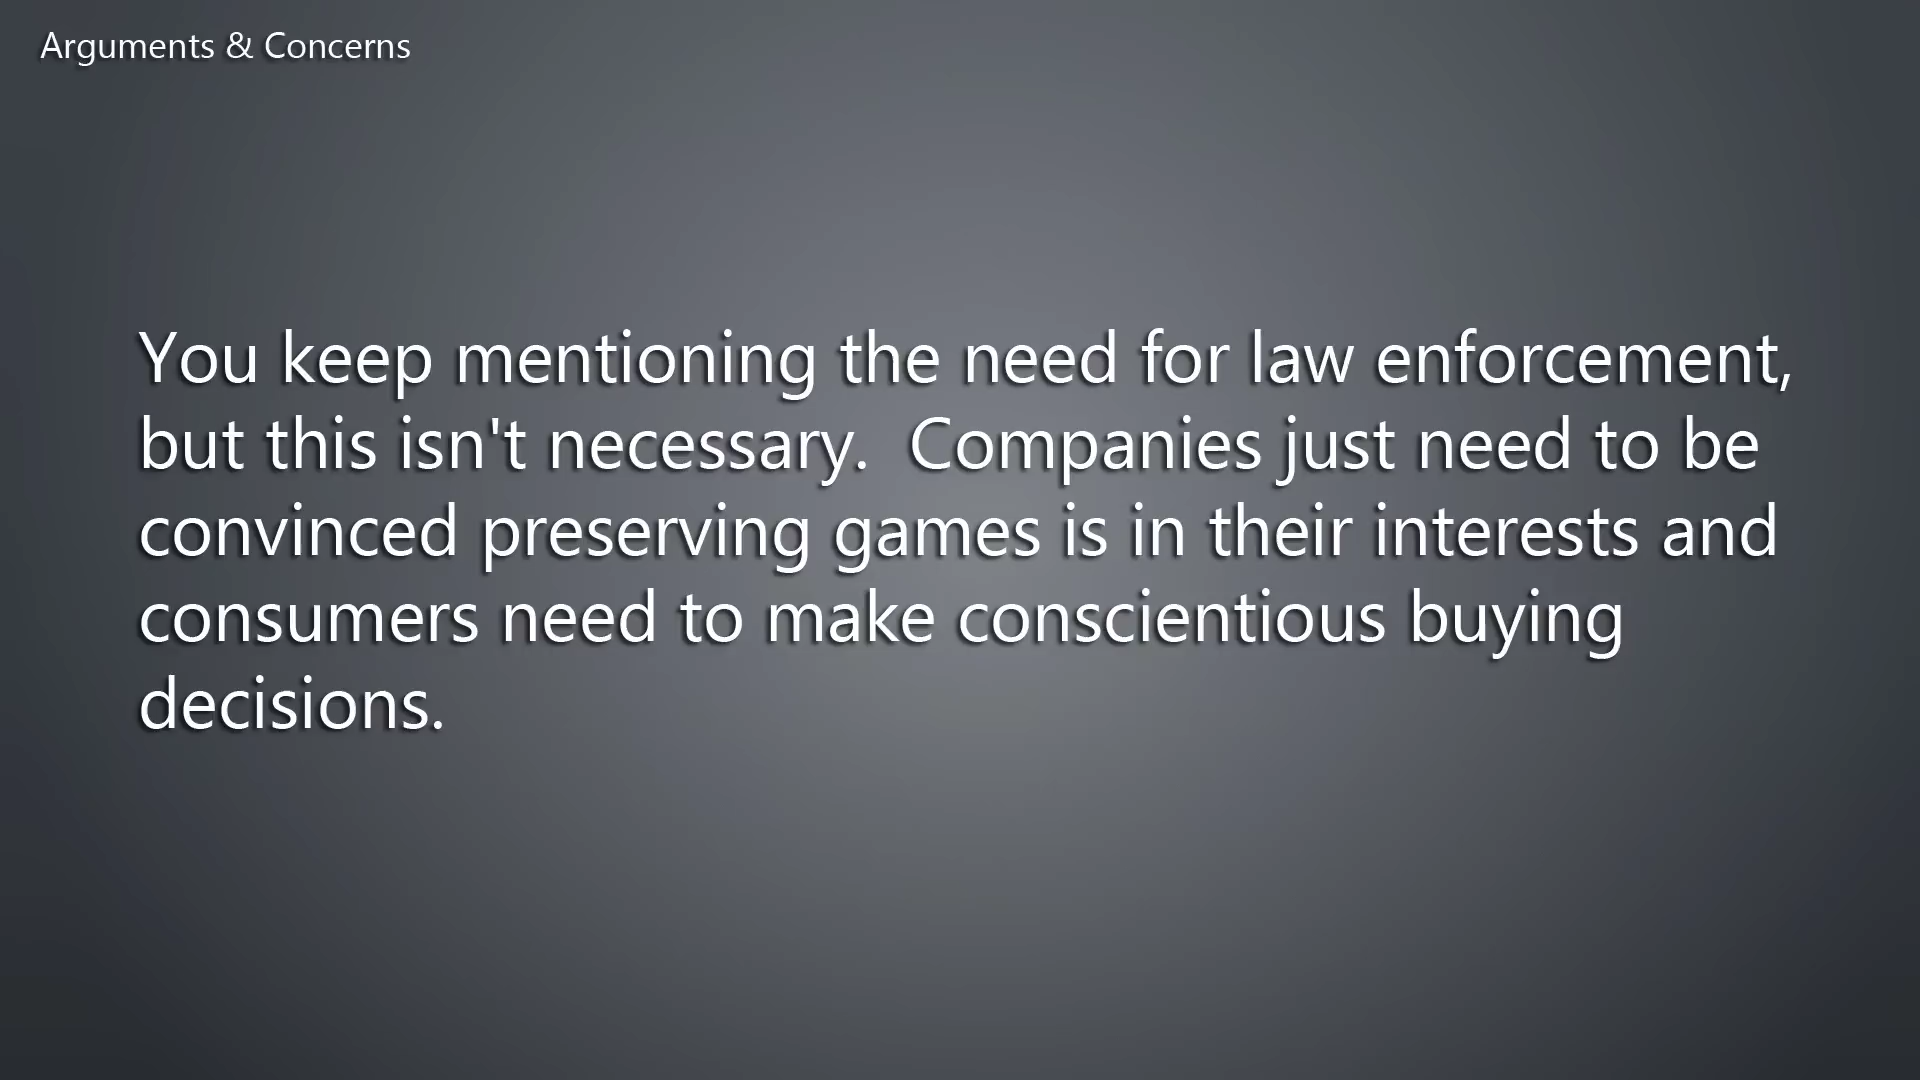 Arguments & Concerns
You keep mentioning the need for law enforcement,
but this isn't necessary.  Companies just need to be
convinced preserving games is in their interests and
consumers need to make conscientious buying
decisions.